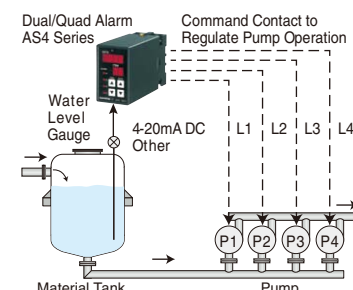 Dual/Quad Alarm
AS4 Series
Command Contact to
Regulate Pump Operation
Water
Level
Gauge
4-20mA DC
Other
L1
L2
L3
L4
P1
P2
P3
P4
Material Tank
Pump